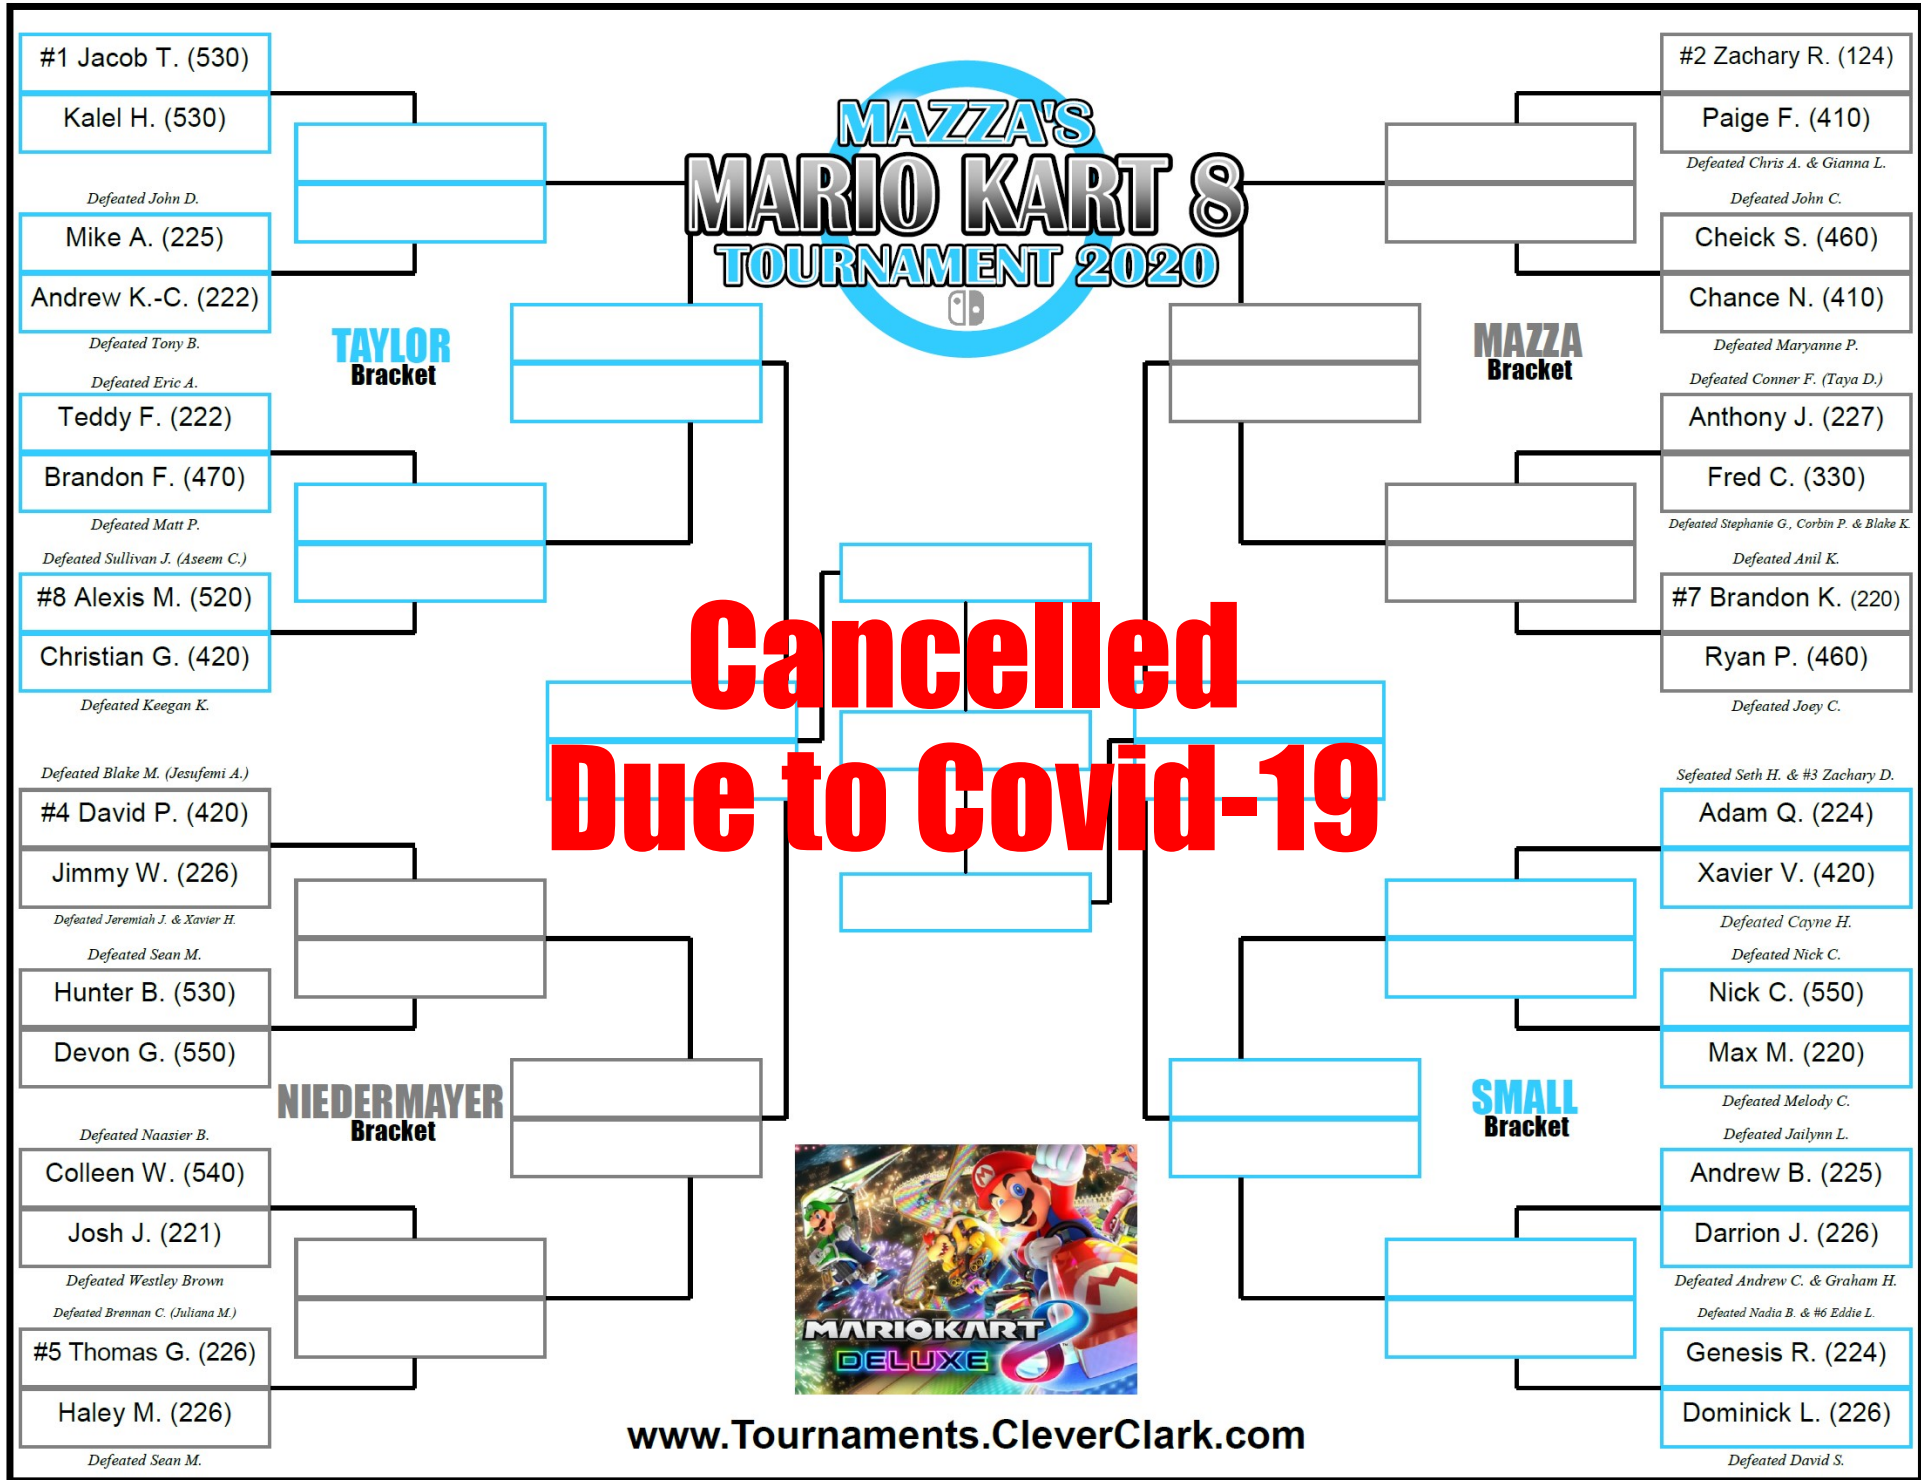 #1 Jacob T. (530)
Kalel H. (530)
Defeated John D.
Mike A. (225)
Andrew K.-C. (222)
Defeated Tony B.
Defeated Eric A.
Teddy F. (222)
Brandon F. (470)
Defeated Matt P.
Defeated Sullivan J. (Aseem C.)
#8 Alexis M. (520)
Christian G. (420)
Defeated Keegan K.
TAYLOR
Bracket
Defeated Blake M. (Jesufemi A.)
#4 David P. (420)
Jimmy W. (226)
Defeated Jeremiah J. & Xavier H.
Defeated Sean M.
Hunter B. (530)
Devon G. (550)
Defeated Naasier B.
Colleen W. (540)
Josh J. (221)
Defeated Westley Brown
Defeated Brennan C. (Juliana M.)
#5 Thomas G. (226)
Haley M. (226)
Defeated Sean M.
NIEDERMAYER
Bracket
MAZZA'S
MARIO KART 8
TOURNAMENT 2020
Cancelled
Due to Covid-19
MARIOKART 8
DELUXE
www.Tournaments.CleverClark.com
#2 Zachary R. (124)
Paige F. (410)
Defeated Chris A. & Gianna L.
Defeated John C.
Cheick S. (460)
Chance N. (410)
Defeated Maryanne P.
Defeated Conner F. (Taya D.)
Anthony J. (227)
Fred C. (330)
Defeated Stephanie G., Corbin P. & Blake K.
Defeated Anil K.
#7 Brandon K. (220)
Ryan P. (460)
Defeated Joey C.
MAZZA
Bracket
Sefeated Seth H. & #3 Zachary D.
Adam Q. (224)
Xavier V. (420)
Defeated Cayne H.
Defeated Nick C.
Nick C. (550)
Max M. (220)
Defeated Melody C.
Defeated Jailynn L.
Andrew B. (225)
Darrion J. (226)
Defeated Andrew C. & Graham H.
Defeated Nadia B. & #6 Eddie L.
Genesis R. (224)
Dominick L. (226)
Defeated David S.
SMALL
Bracket